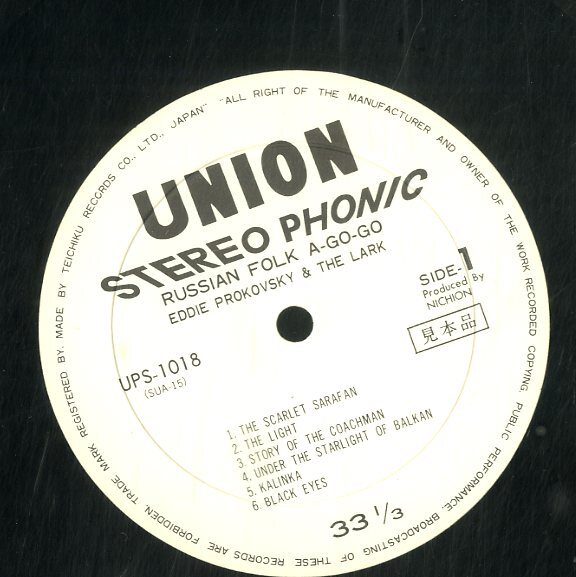 UNION
STEREO PHONIC
RUSSIAN FOLK A-GO-GO
EDDIE PROKOVSKY & THE LARK
SIDE-1
Produced By
NICHION
見本品
UPS-1018
(SUA-15)
1. THE SCARLET SARAFAN
2. THE LIGHT
3. STORY OF THE COACHMAN
4. UNDER THE STARLIGHT OF BALKAN
5. KALINKA
6. BLACK EYES
33 1/3
TRADE MARK REGISTERED BY. MADE BY TEICHIKU RECORDS CO., LTD., JAPAN" "ALL RIGHT OF THE MANUFACTURER AND OWNER OF THE WORK RECORDED COPYING, PUBLIC PERFORMANCE, BROADCASTING OF THESE RECORDS ARE FORBIDDEN.